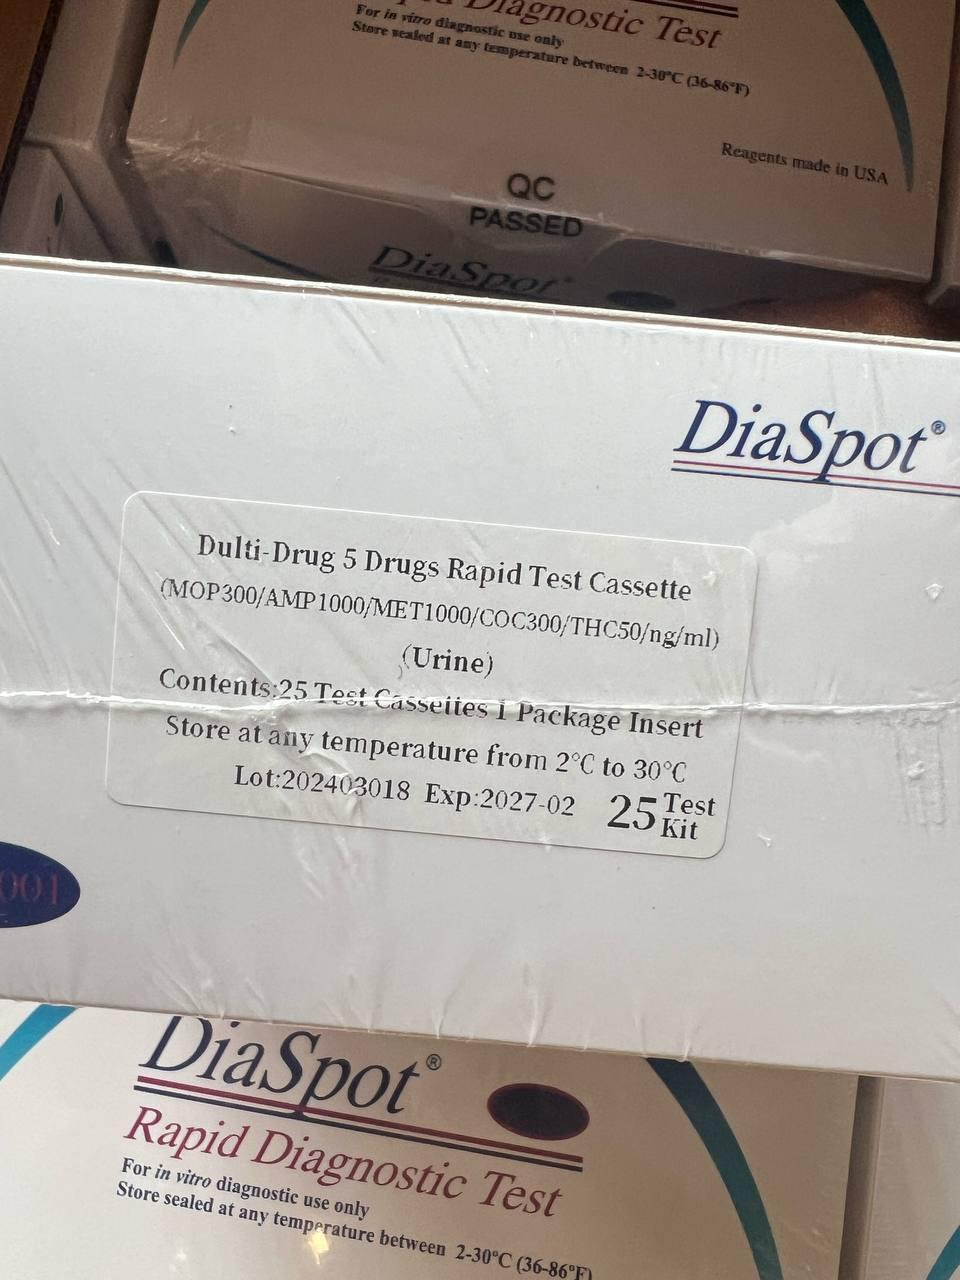 Diagnostic Test
For in vitro diagnostic use only
Store sealed at any temperature between 2-30°C (36-86°F)
Reagents made in USA
QC
PASSED
DiaSpot®
DiaSpot®
Dulti-Drug 5 Drugs Rapid Test Cassette
(MOP300/AMP1000/MET1000/COC300/THC50/ng/ml)
(Urine)
Contents:25 Test Cassettes 1 Package Insert
Store at any temperature from 2°C to 30°C
Lot:202403018 Exp:2027-02 25 Test Kit
001
DiaSpot®
Rapid Diagnostic Test
For in vitro diagnostic use only
Store sealed at any temperature between 2-30°C (36-86°F)